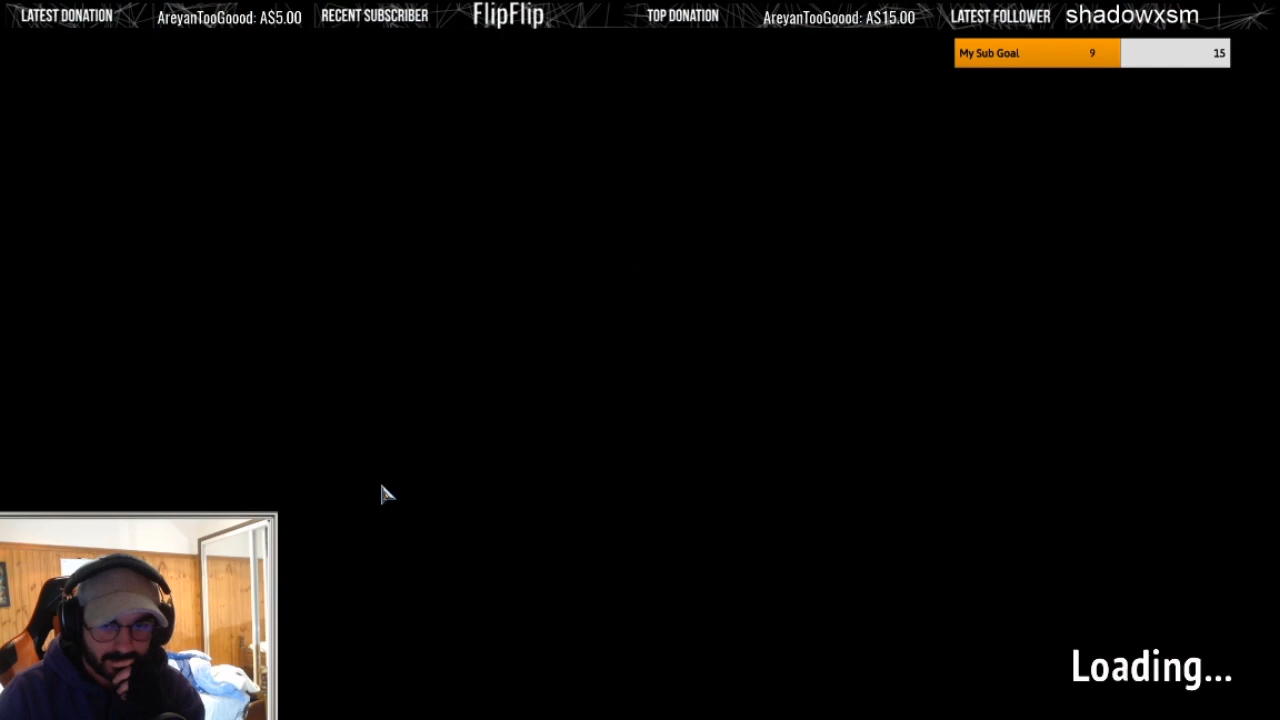 LATEST DONATION AreyanTooGoood: A$5.00 RECENT SUBSCRIBER FlipFlip TOP DONATION AreyanTooGoood: A$15.00 LATEST FOLLOWER shadowxsm
My Sub Goal 9 15
Loading...